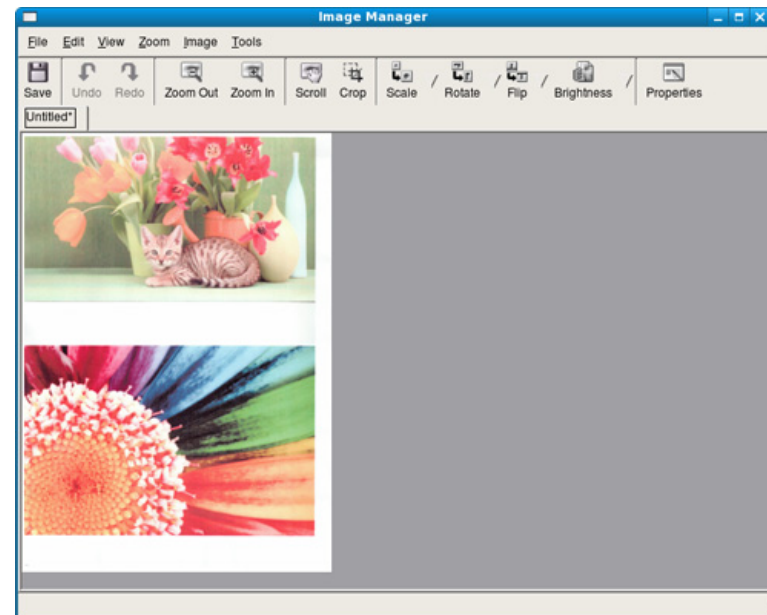 Image Manager
File Edit View Zoom Image Tools
Save Undo Redo Zoom Out Zoom In Scroll Crop Scale / Rotate / Flip / Brightness / Properties
Untitled*